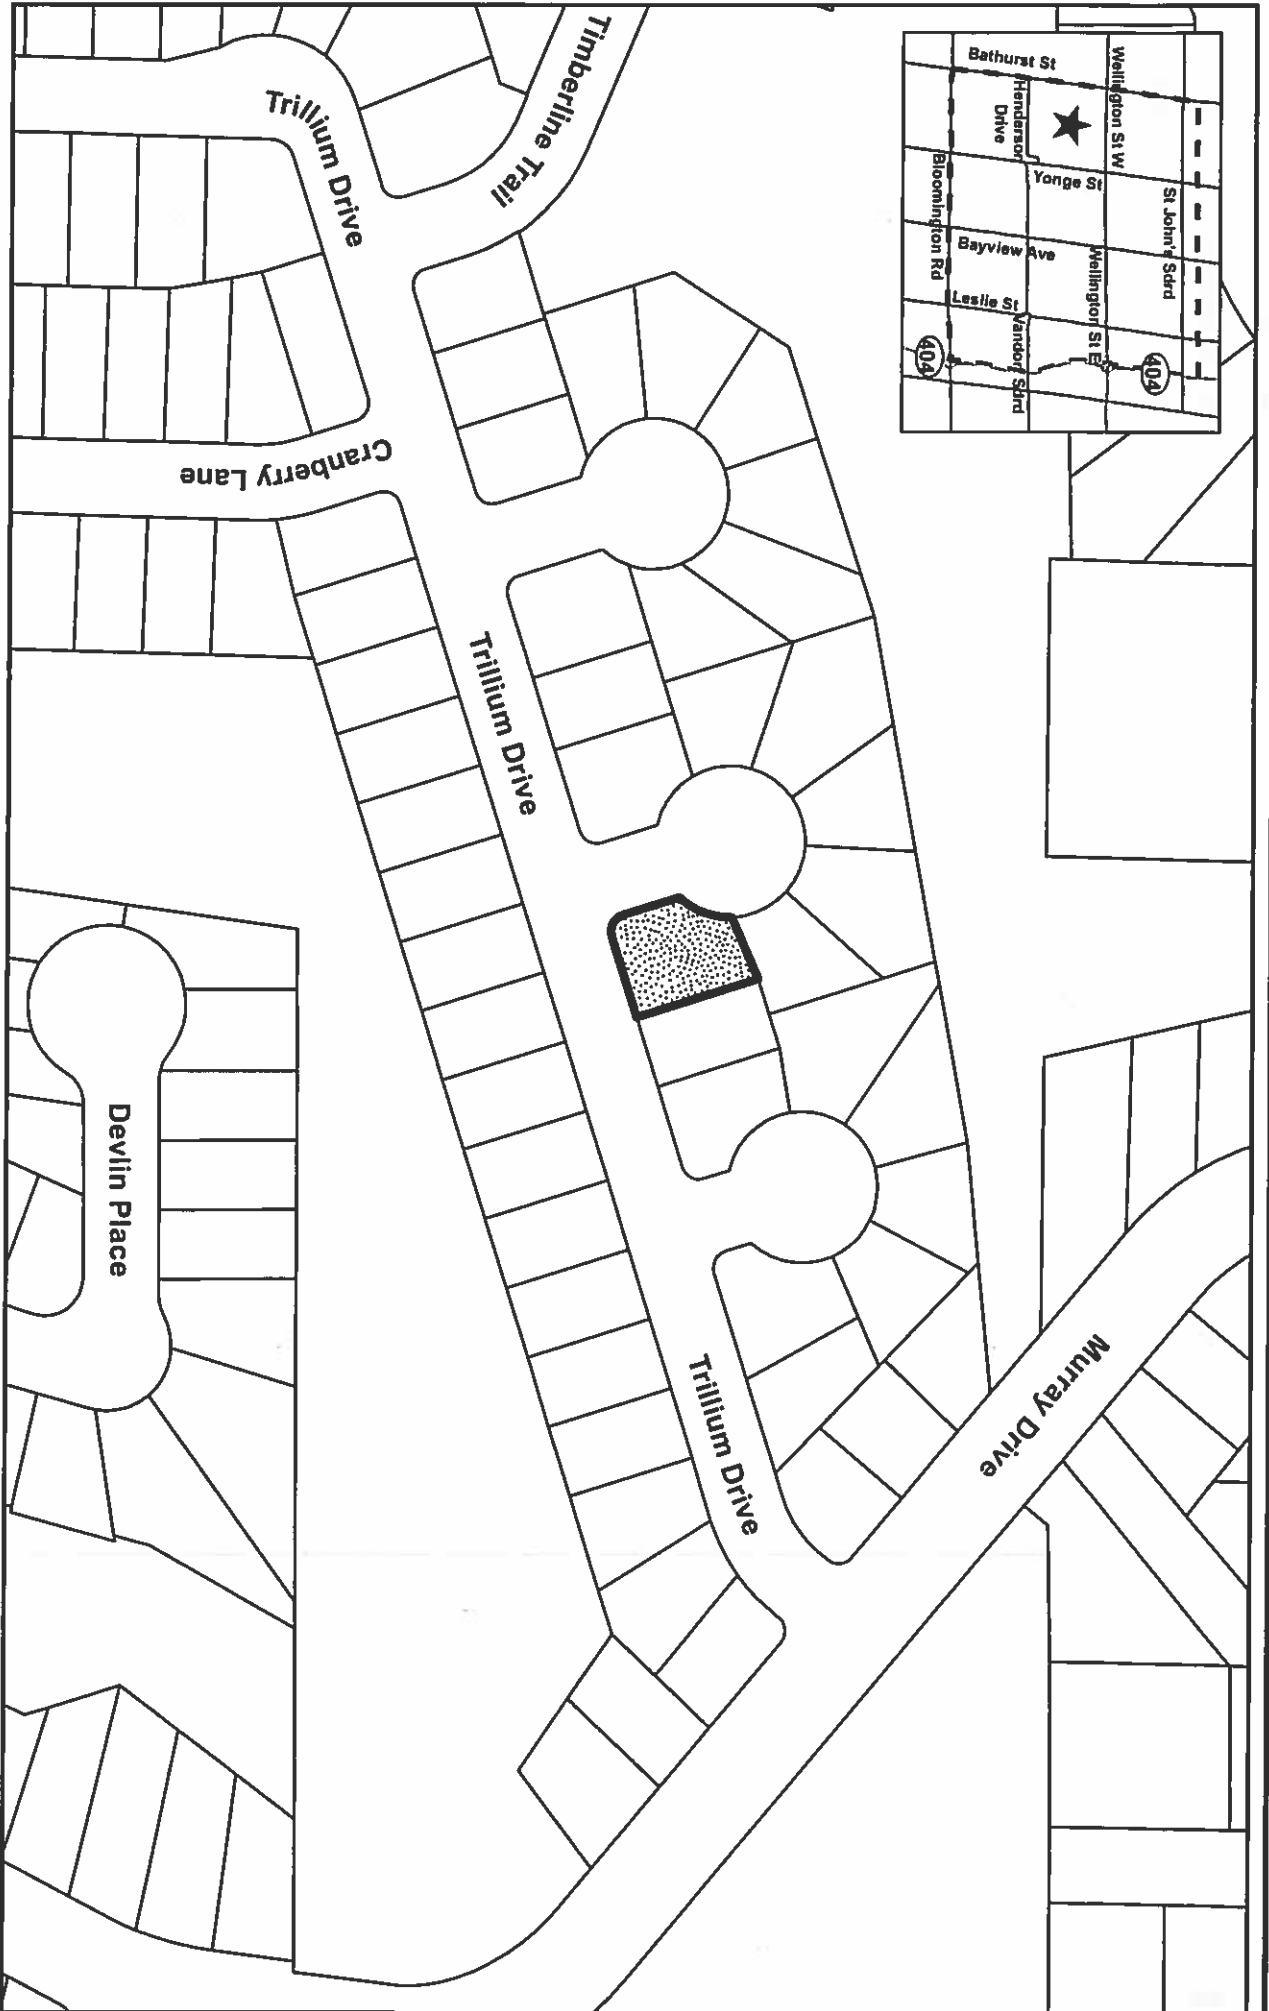 Timberline Trail
Trillium Drive
Cranberry Lane
Trillium Drive
Devlin Place
Trillium Drive
Murray Drive
Bathurst St
Wellington St W
Henderson
Drive
Yonge St
St John's Sdrd
Bloomington Rd
Bayview Ave
Wellington St E
Leslie St
Vandorf Sdrd
404
404